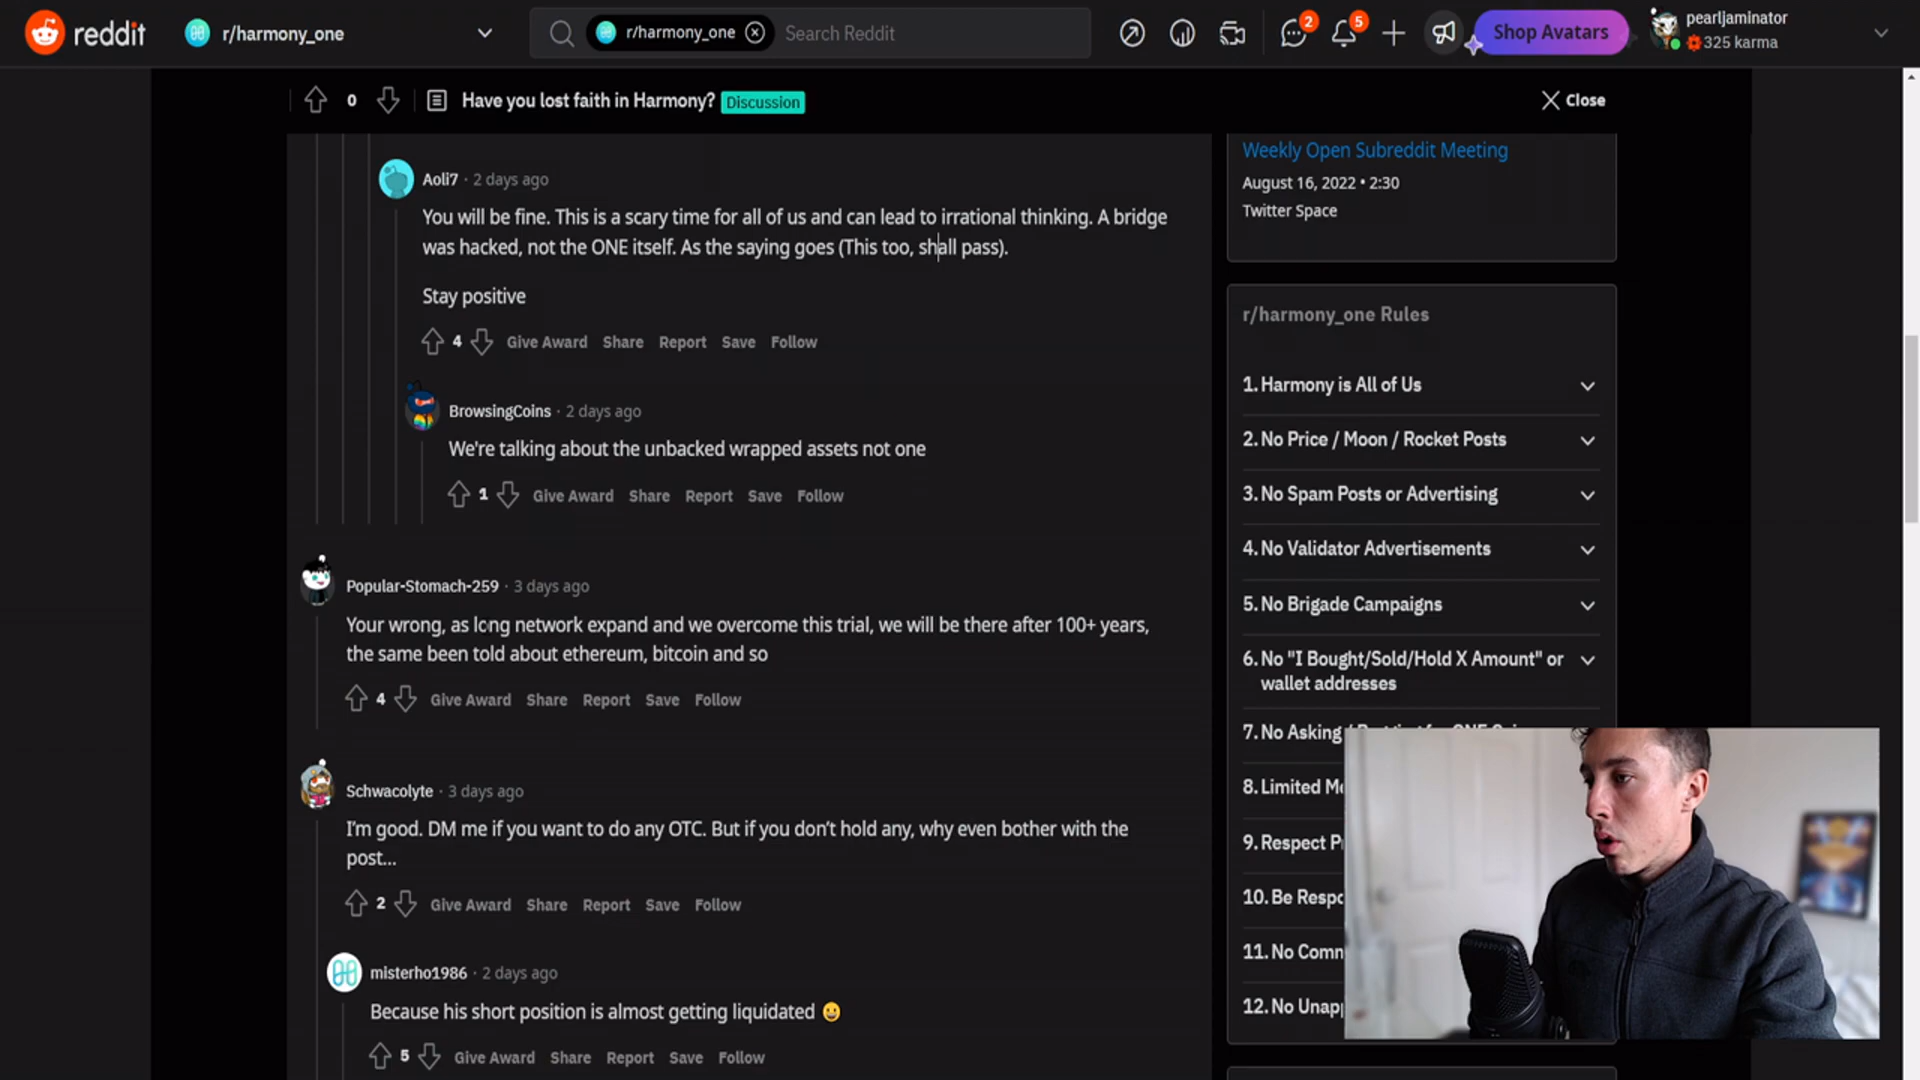 reddit
r/harmony_one
r/harmony_one
Search Reddit
2
5
Shop Avatars
pearljaminator
325 karma
0
Have you lost faith in Harmony?
Discussion
Close
Aoli7 · 2 days ago
You will be fine. This is a scary time for all of us and can lead to irrational thinking. A bridge
was hacked, not the ONE itself. As the saying goes (This too, shall pass).
Stay positive
4 Give Award Share Report Save Follow
BrowsingCoins · 2 days ago
We're talking about the unbacked wrapped assets not one
1 Give Award Share Report Save Follow
Popular-Stomach-259 · 3 days ago
Your wrong, as long network expand and we overcome this trial, we will be there after 100+ years,
the same been told about ethereum, bitcoin and so
4 Give Award Share Report Save Follow
Schwacolyte · 3 days ago
I'm good. DM me if you want to do any OTC. But if you don't hold any, why even bother with the
post...
2 Give Award Share Report Save Follow
misterho1986 · 2 days ago
Because his short position is almost getting liquidated 😀
5 Give Award Share Report Save Follow
Weekly Open Subreddit Meeting
August 16, 2022 • 2:30
Twitter Space
r/harmony_one Rules
1. Harmony is All of Us
2. No Price / Moon / Rocket Posts
3. No Spam Posts or Advertising
4. No Validator Advertisements
5. No Brigade Campaigns
6. No "I Bought/Sold/Hold X Amount" or
wallet addresses
7. No Asking
8. Limited
9. Respect
10. Be
11. No
12. No